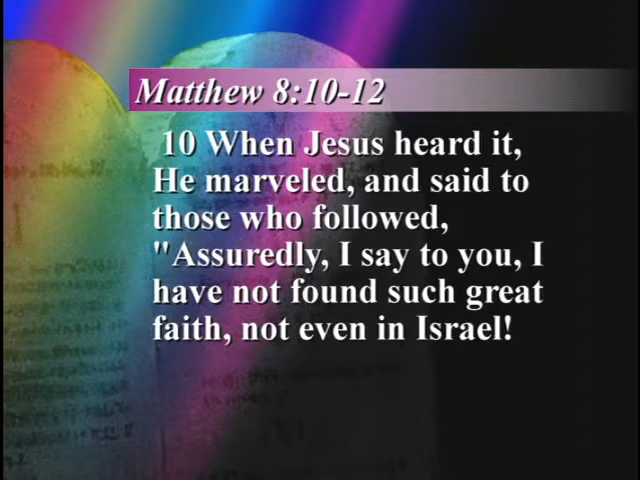 Matthew 8:10-12
10 When Jesus heard it,
He marveled, and said to
those who followed,
"Assuredly, I say to you, I
have not found such great
faith, not even in Israel!